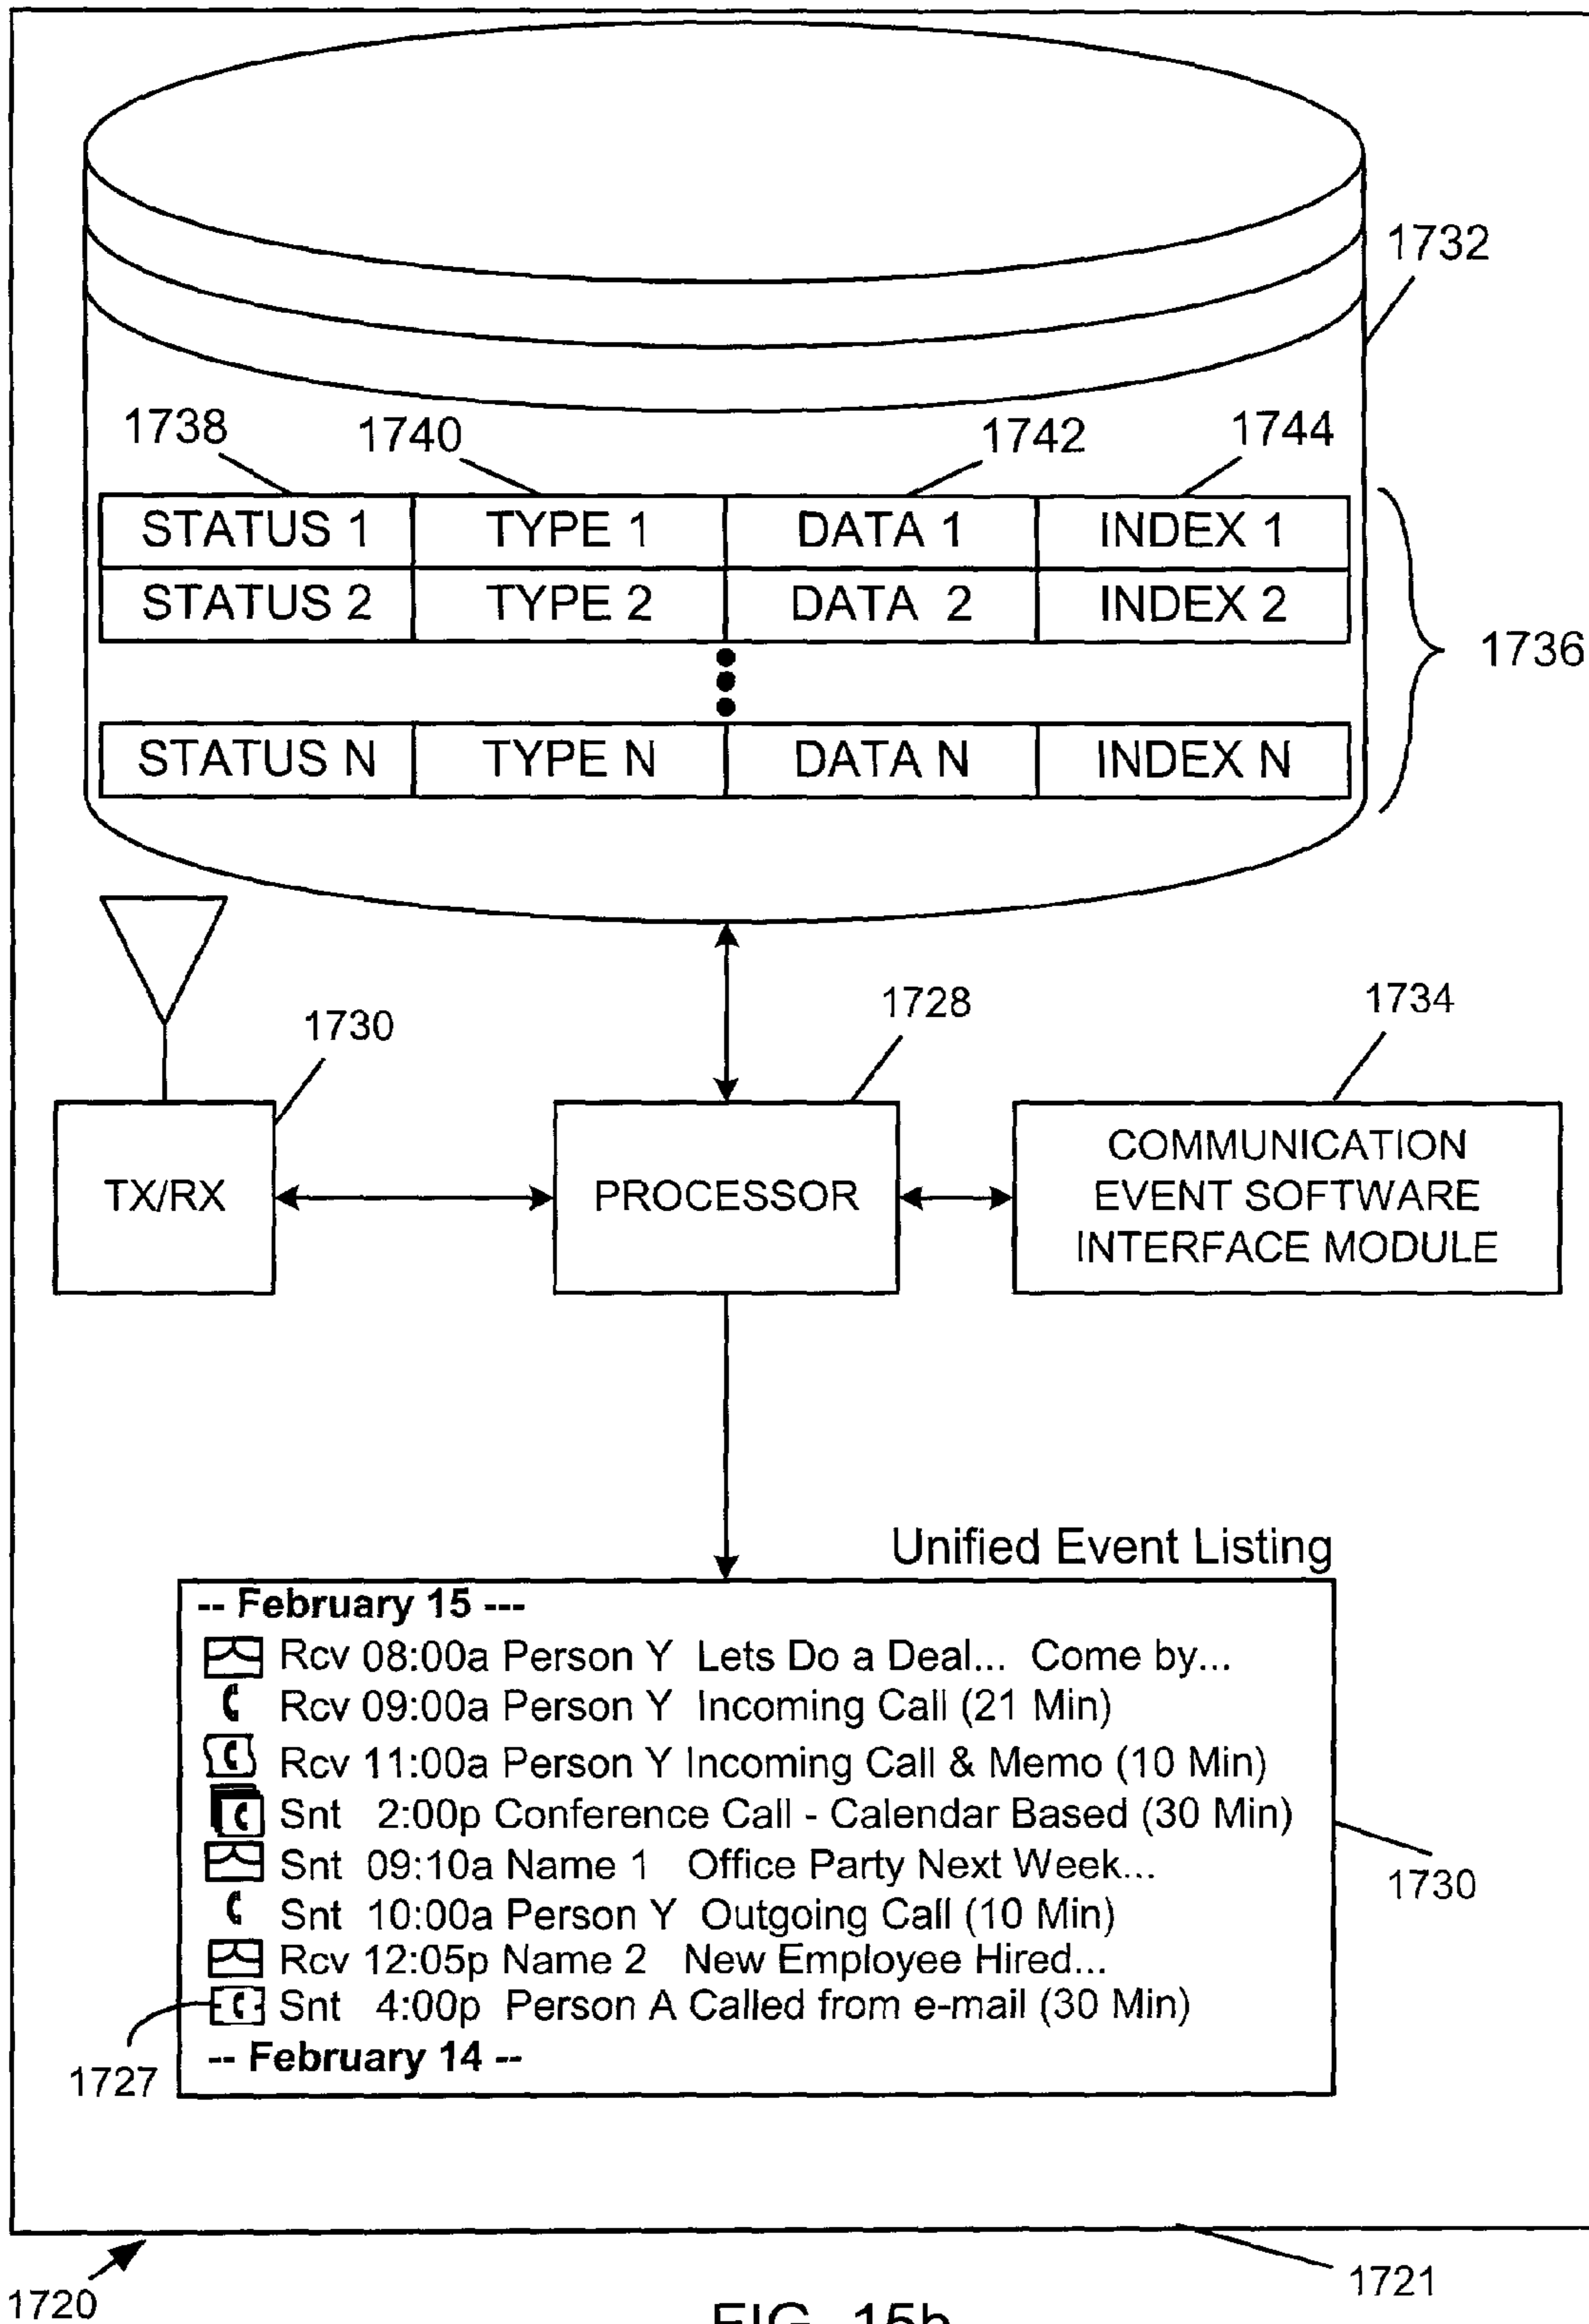 1732
1738 1740 1742 1744
STATUS 1 TYPE 1 DATA 1 INDEX 1
STATUS 2 TYPE 2 DATA 2 INDEX 2
1736
STATUS N TYPE N DATA N INDEX N
1730 1728 1734
TX/RX
PROCESSOR
COMMUNICATION
EVENT SOFTWARE
INTERFACE MODULE
Unified Event Listing
-- February 15 ---
Rcv 08:00a Person Y Lets Do a Deal... Come by...
Rcv 09:00a Person Y Incoming Call (21 Min)
Rcv 11:00a Person Y Incoming Call & Memo (10 Min)
Snt 2:00p Conference Call - Calendar Based (30 Min)
Snt 09:10a Name 1 Office Party Next Week...
Snt 10:00a Person Y Outgoing Call (10 Min)
Rcv 12:05p Name 2 New Employee Hired...
Snt 4:00p Person A Called from e-mail (30 Min)
-- February 14 --
1730
1727
1720
1721
FIG. 15b